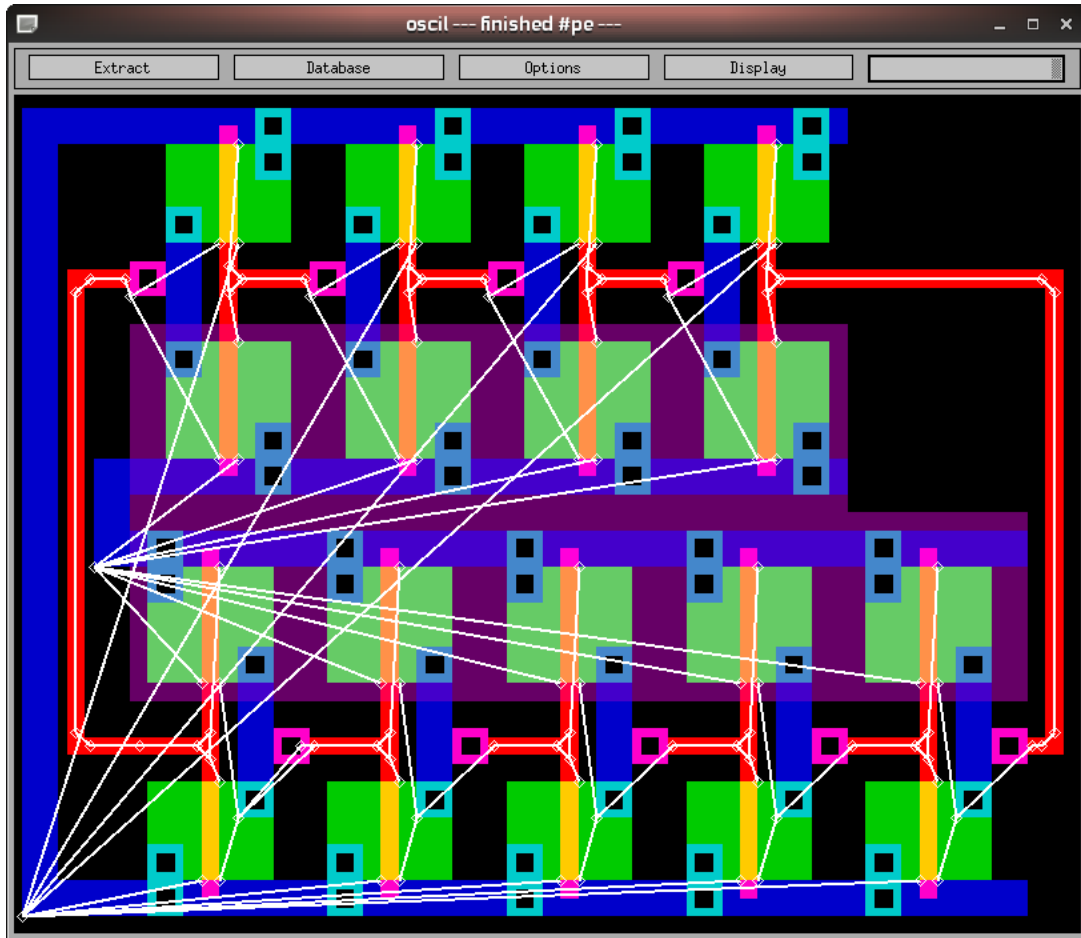 oscil --- finished #pe ---
Extract Database Options Display